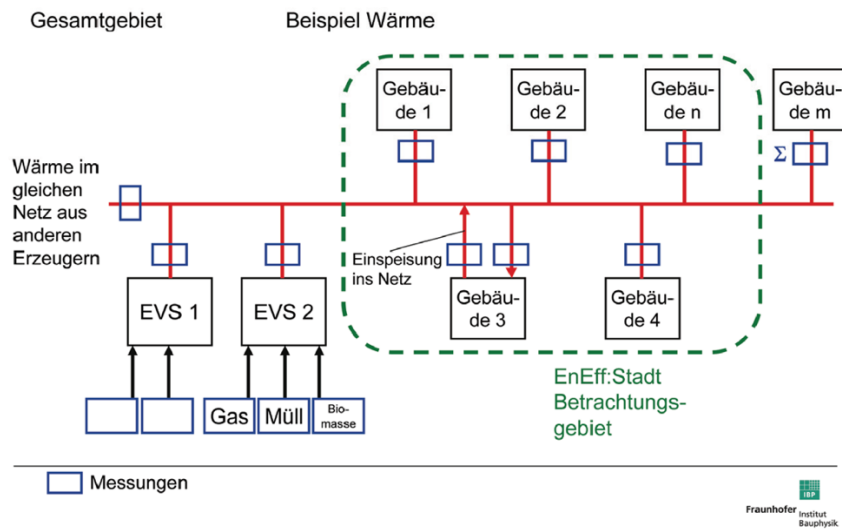 Gesamtgebiet
Beispiel Wärme
Gebäu-
de 1
Gebäu-
de 2
Gebäu-
de n
Gebäu-
de m
Σ
Wärme im
gleichen
Netz aus
anderen
Erzeugern
Einspeisung
ins Netz
EVS 1
EVS 2
Gebäu-
de 3
Gebäu-
de 4
Gas
Müll
Bio-
masse
EnEff:Stadt
Betrachtungs-
gebiet
Messungen
IBP
Fraunhofer
Institut
Bauphysik